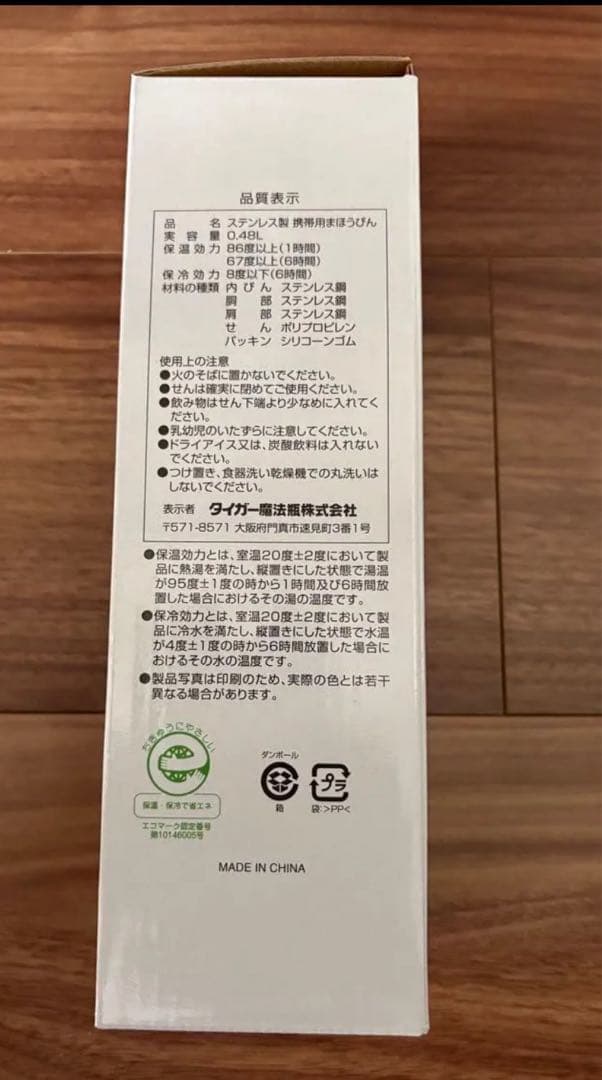 品質表示
品名 ステンレス製 携帯用まほうびん
実容量 0.48L
保温効力 86度以上(1時間)
67度以上(6時間)
保冷効力 8度以下(6時間)
材料の種類 内びん ステンレス鋼
胴部 ステンレス鋼
肩部 ステンレス鋼
せん ポリプロピレン
パッキン シリコーンゴム
使用上の注意
●火のそばに置かないでください。
●せんは確実に閉めてご使用ください。
●飲み物はせん下端より少なめに入れてく
ださい。
●乳幼児のいたずらに注意してください。
●ドライアイス又は、炭酸飲料は入れない
でください。
●つけ置き、食器洗い乾燥機での丸洗いは
しないでください。
表示者 タイガー魔法瓶株式会社
〒571-8571 大阪府門真市速見町3番1号
●保温効力とは、室温20度±2度において製
品に熱湯を満たし、縦置きにした状態で湯温
が95度±1度の時から1時間及び6時間放
置した場合におけるその湯の温度です。
●保冷効力とは、室温20度±2度において製
品に冷水を満たし、縦置きにした状態で水温
が4度±1度の時から6時間放置した場合に
おけるその水の温度です。
●製品写真は印刷のため、実際の色とは若干
異なる場合があります。
ちきゅうにやさしい
保温・保冷で省エネ
エコマーク認定番号
第10146005号
ダンボール
箱
プラ
袋:>PP<
MADE IN CHINA